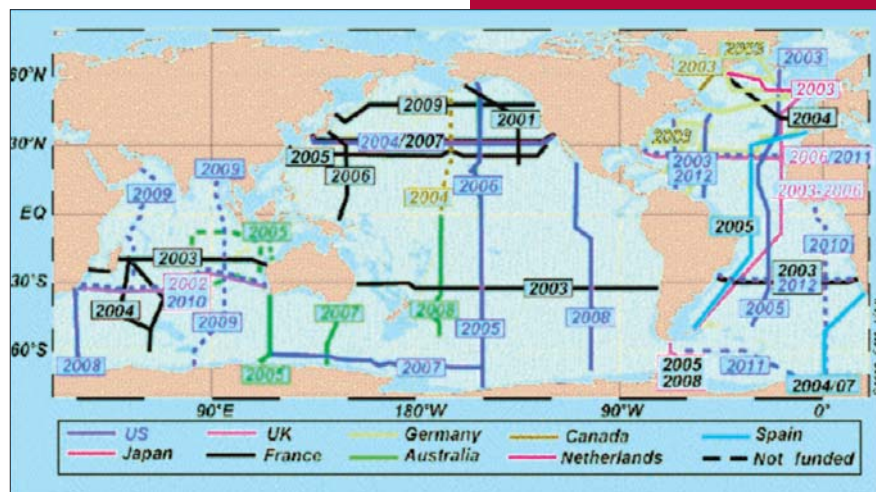 60°N
30°N
EQ
30°S
60°S
2009
2009
2003
2004
2002
2010
2009
2008
2005
2005
2009
2001
2004/2007
2005
2006
2006
2004
2003
2007
2008
2005
2008
2007
2003
2003
2003
2003
2004
2003
2012
2006/2011
2003-2006
2005
2010
2003
2012
2005
2005
2008
2011
2004/07
90°E
180°W
90°W
0°
US
UK
Germany
Canada
Spain
Japan
France
Australia
Netherlands
Not funded